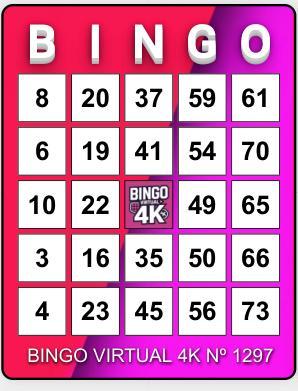 BINGO
8 20 37 59 61
6 19 41 54 70
10 22 BINGO VIRTUAL 4K 49 65
3 16 35 50 66
4 23 45 56 73
BINGO VIRTUAL 4K Nº 1297